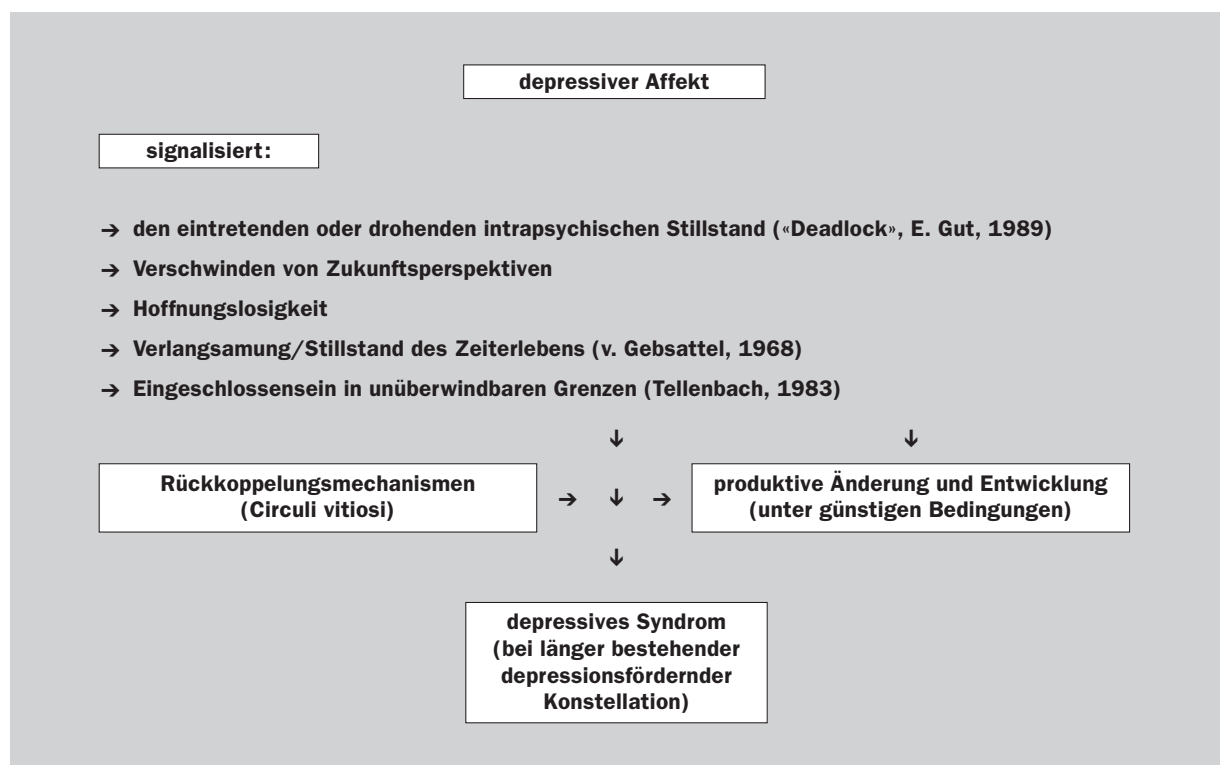 depressiver Affekt
signalisiert:
➔ den eintretenden oder drohenden intrapsychischen Stillstand («Deadlock», E. Gut, 1989)
➔ Verschwinden von Zukunftsperspektiven
➔ Hoffnungslosigkeit
➔ Verlangsamung/Stillstand des Zeiterlebens (v. Gebsattel, 1968)
➔ Eingeschlossensein in unüberwindbaren Grenzen (Tellenbach, 1983)
Rückkoppelungsmechanismen
(Circuli vitiosi)
produktive Änderung und Entwicklung
(unter günstigen Bedingungen)
depressives Syndrom
(bei länger bestehender
depressionsfördernder
Konstellation)